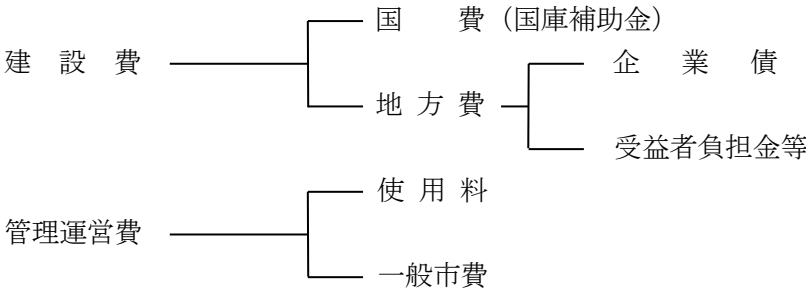 国　　費（国庫補助金）
建　設　費
企　業　債
地 方 費
受益者負担金等
使 用 料
管理運営費
一般市費